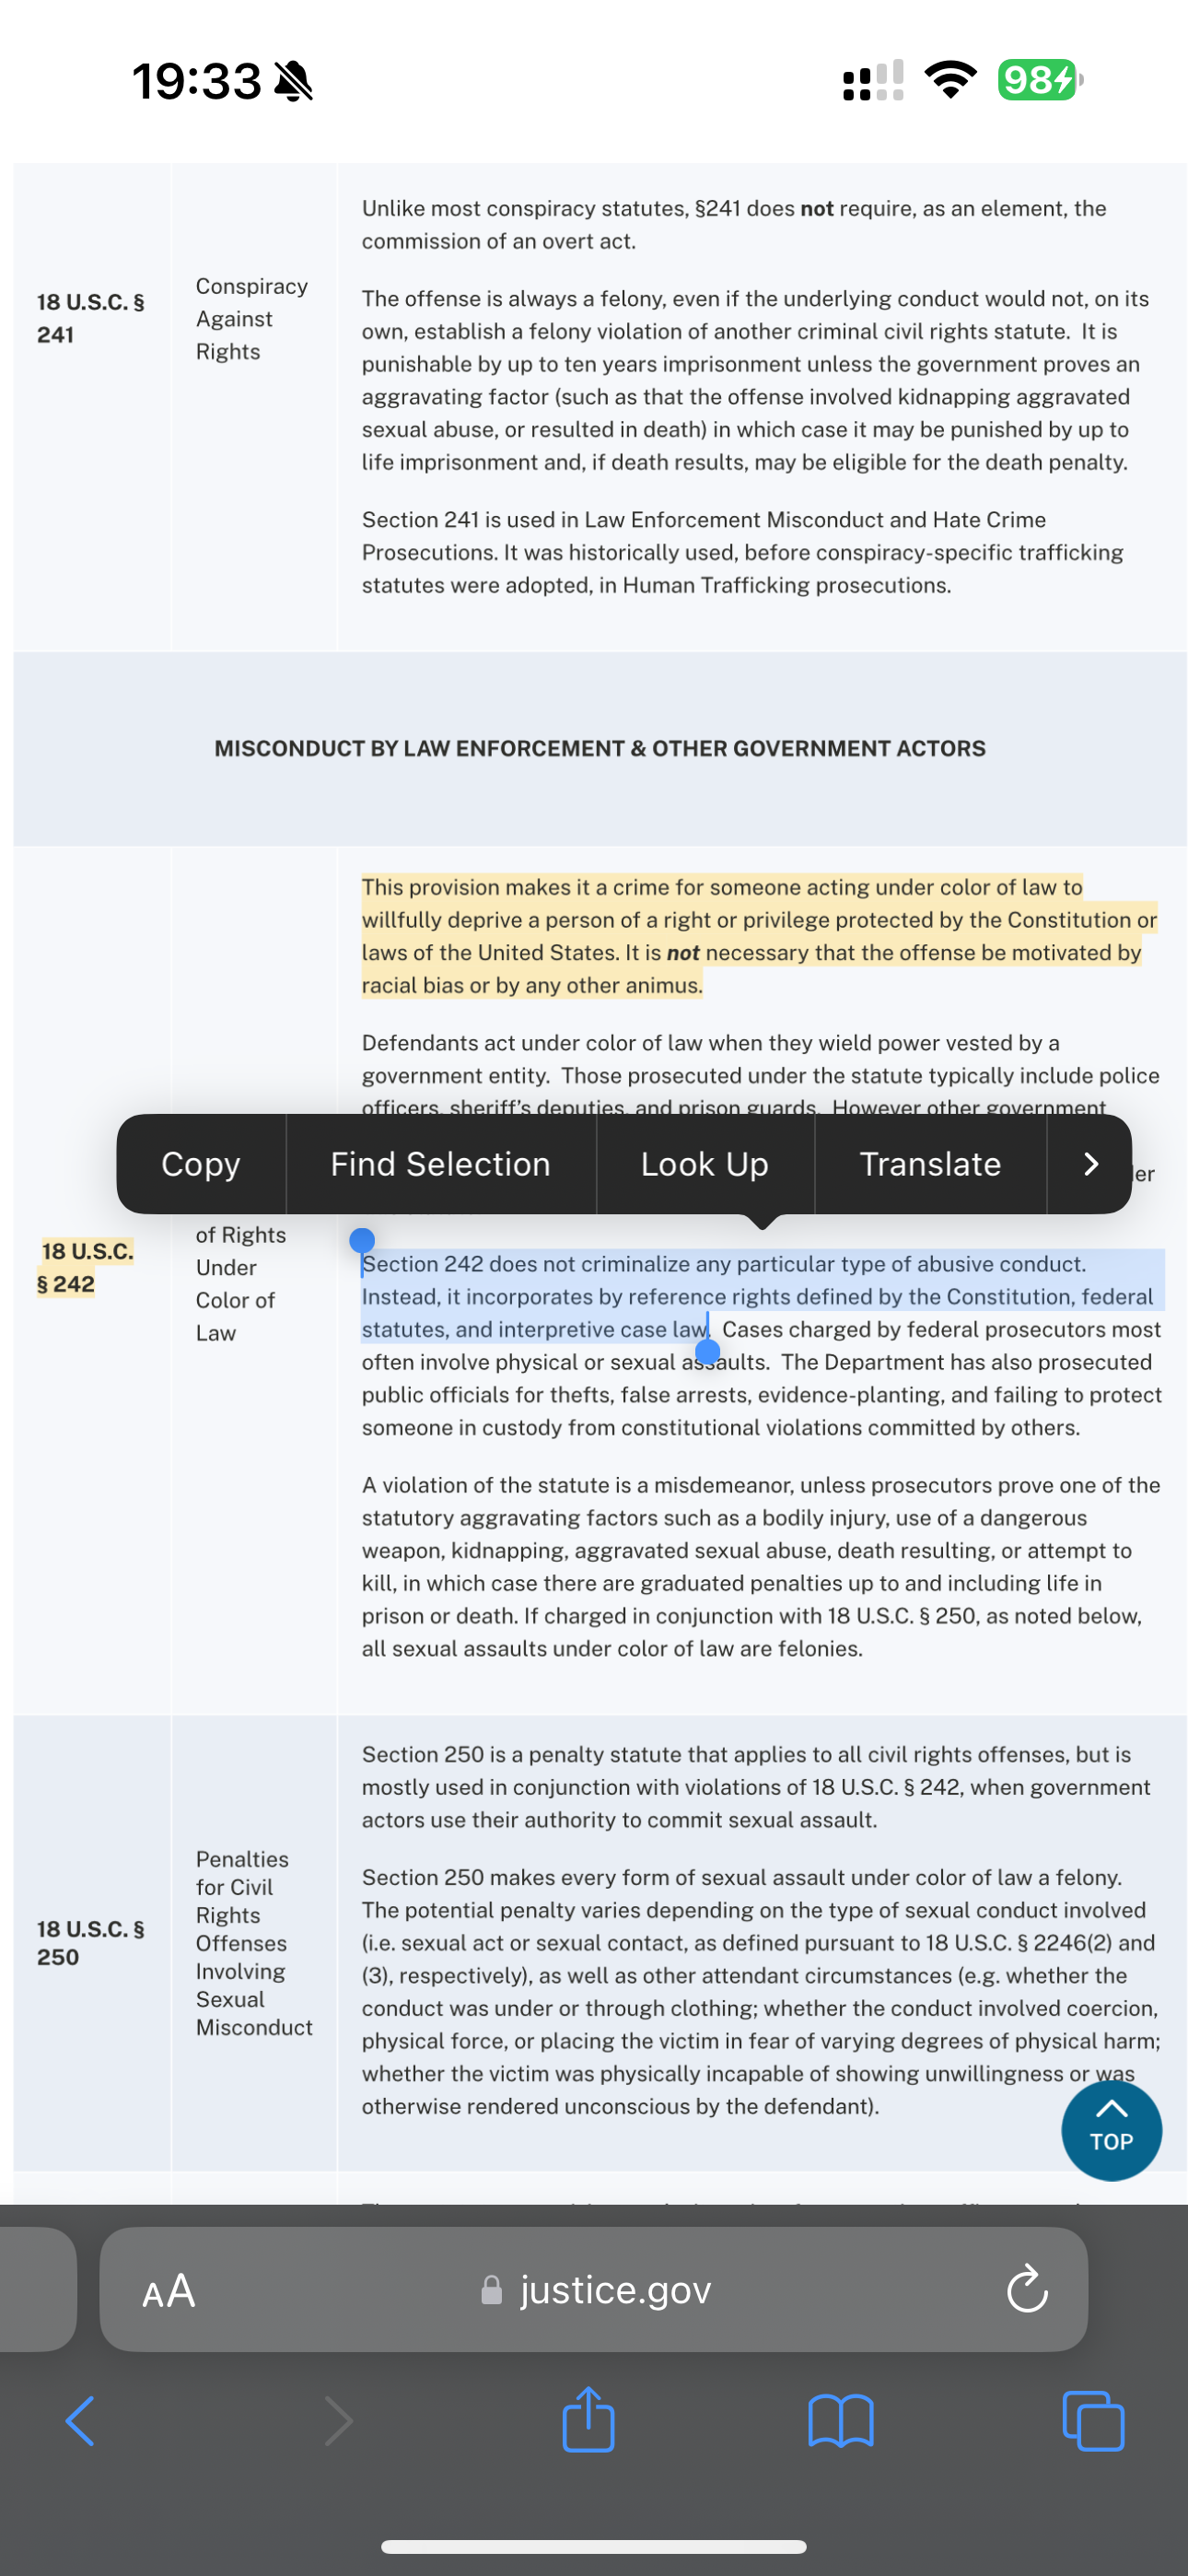 19:33
98
Unlike most conspiracy statutes, §241 does not require, as an element, the
commission of an overt act.
18 U.S.C. §
241
Conspiracy
Against
Rights
The offense is always a felony, even if the underlying conduct would not, on its
own, establish a felony violation of another criminal civil rights statute.  It is
punishable by up to ten years imprisonment unless the government proves an
aggravating factor (such as that the offense involved kidnapping aggravated
sexual abuse, or resulted in death) in which case it may be punished by up to
life imprisonment and, if death results, may be eligible for the death penalty.
Section 241 is used in Law Enforcement Misconduct and Hate Crime
Prosecutions. It was historically used, before conspiracy-specific trafficking
statutes were adopted, in Human Trafficking prosecutions.
MISCONDUCT BY LAW ENFORCEMENT & OTHER GOVERNMENT ACTORS
This provision makes it a crime for someone acting under color of law to
willfully deprive a person of a right or privilege protected by the Constitution or
laws of the United States. It is not necessary that the offense be motivated by
racial bias or by any other animus.
Defendants act under color of law when they wield power vested by a
government entity.  Those prosecuted under the statute typically include police
officers, sheriff's deputies, and prison guards.  However other government
Copy
Find Selection
Look Up
Translate
18 U.S.C.
§ 242
of Rights
Under
Color of
Law
Section 242 does not criminalize any particular type of abusive conduct.
Instead, it incorporates by reference rights defined by the Constitution, federal
statutes, and interpretive case law.  Cases charged by federal prosecutors most
often involve physical or sexual assaults.  The Department has also prosecuted
public officials for thefts, false arrests, evidence-planting, and failing to protect
someone in custody from constitutional violations committed by others.
A violation of the statute is a misdemeanor, unless prosecutors prove one of the
statutory aggravating factors such as a bodily injury, use of a dangerous
weapon, kidnapping, aggravated sexual abuse, death resulting, or attempt to
kill, in which case there are graduated penalties up to and including life in
prison or death. If charged in conjunction with 18 U.S.C. § 250, as noted below,
all sexual assaults under color of law are felonies.
18 U.S.C. §
250
Penalties
for Civil
Rights
Offenses
Involving
Sexual
Misconduct
Section 250 is a penalty statute that applies to all civil rights offenses, but is
mostly used in conjunction with violations of 18 U.S.C. § 242, when government
actors use their authority to commit sexual assault.
Section 250 makes every form of sexual assault under color of law a felony.
The potential penalty varies depending on the type of sexual conduct involved
(i.e. sexual act or sexual contact, as defined pursuant to 18 U.S.C. § 2246(2) and
(3), respectively), as well as other attendant circumstances (e.g. whether the
conduct was under or through clothing; whether the conduct involved coercion,
physical force, or placing the victim in fear of varying degrees of physical harm;
whether the victim was physically incapable of showing unwillingness or was
otherwise rendered unconscious by the defendant).
TOP
AA
justice.gov